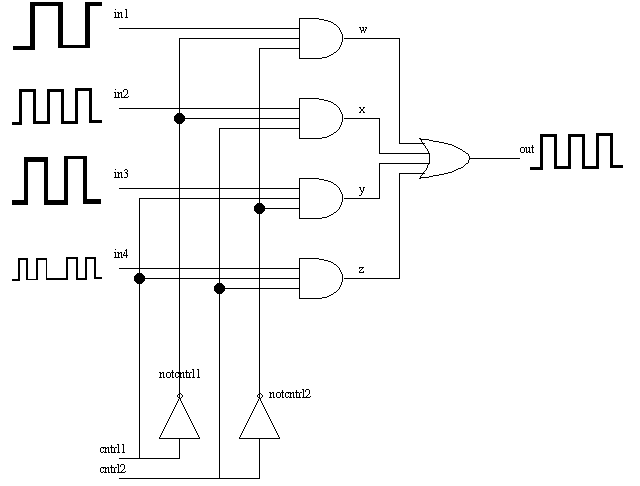 in1
w
in2
x
out
in3
y
in4
z
notcntrl1
notcntrl2
cntrl1
cntrl2